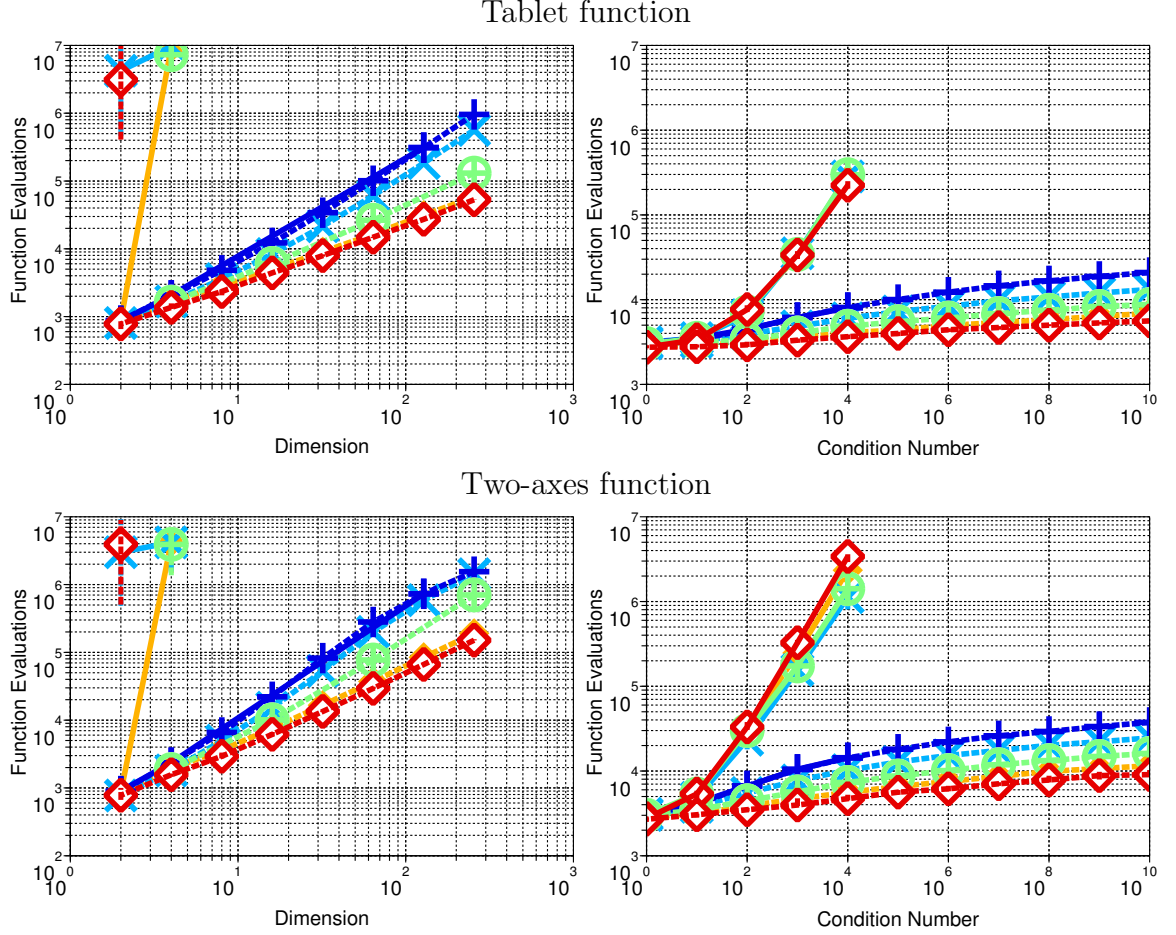 Tablet function
10^7
10^6
10^5
10^4
10^3
10^2
Function Evaluations
10^0 10^1 10^2 10^3
Dimension
10^7
10^6
10^5
10^4
10^3
Function Evaluations
10^0 10^2 10^4 10^6 10^8 10^10
Condition Number
Two-axes function
10^7
10^6
10^5
10^4
10^3
10^2
Function Evaluations
10^0 10^1 10^2 10^3
Dimension
10^7
10^6
10^5
10^4
10^3
Function Evaluations
10^0 10^2 10^4 10^6 10^8 10^10
Condition Number